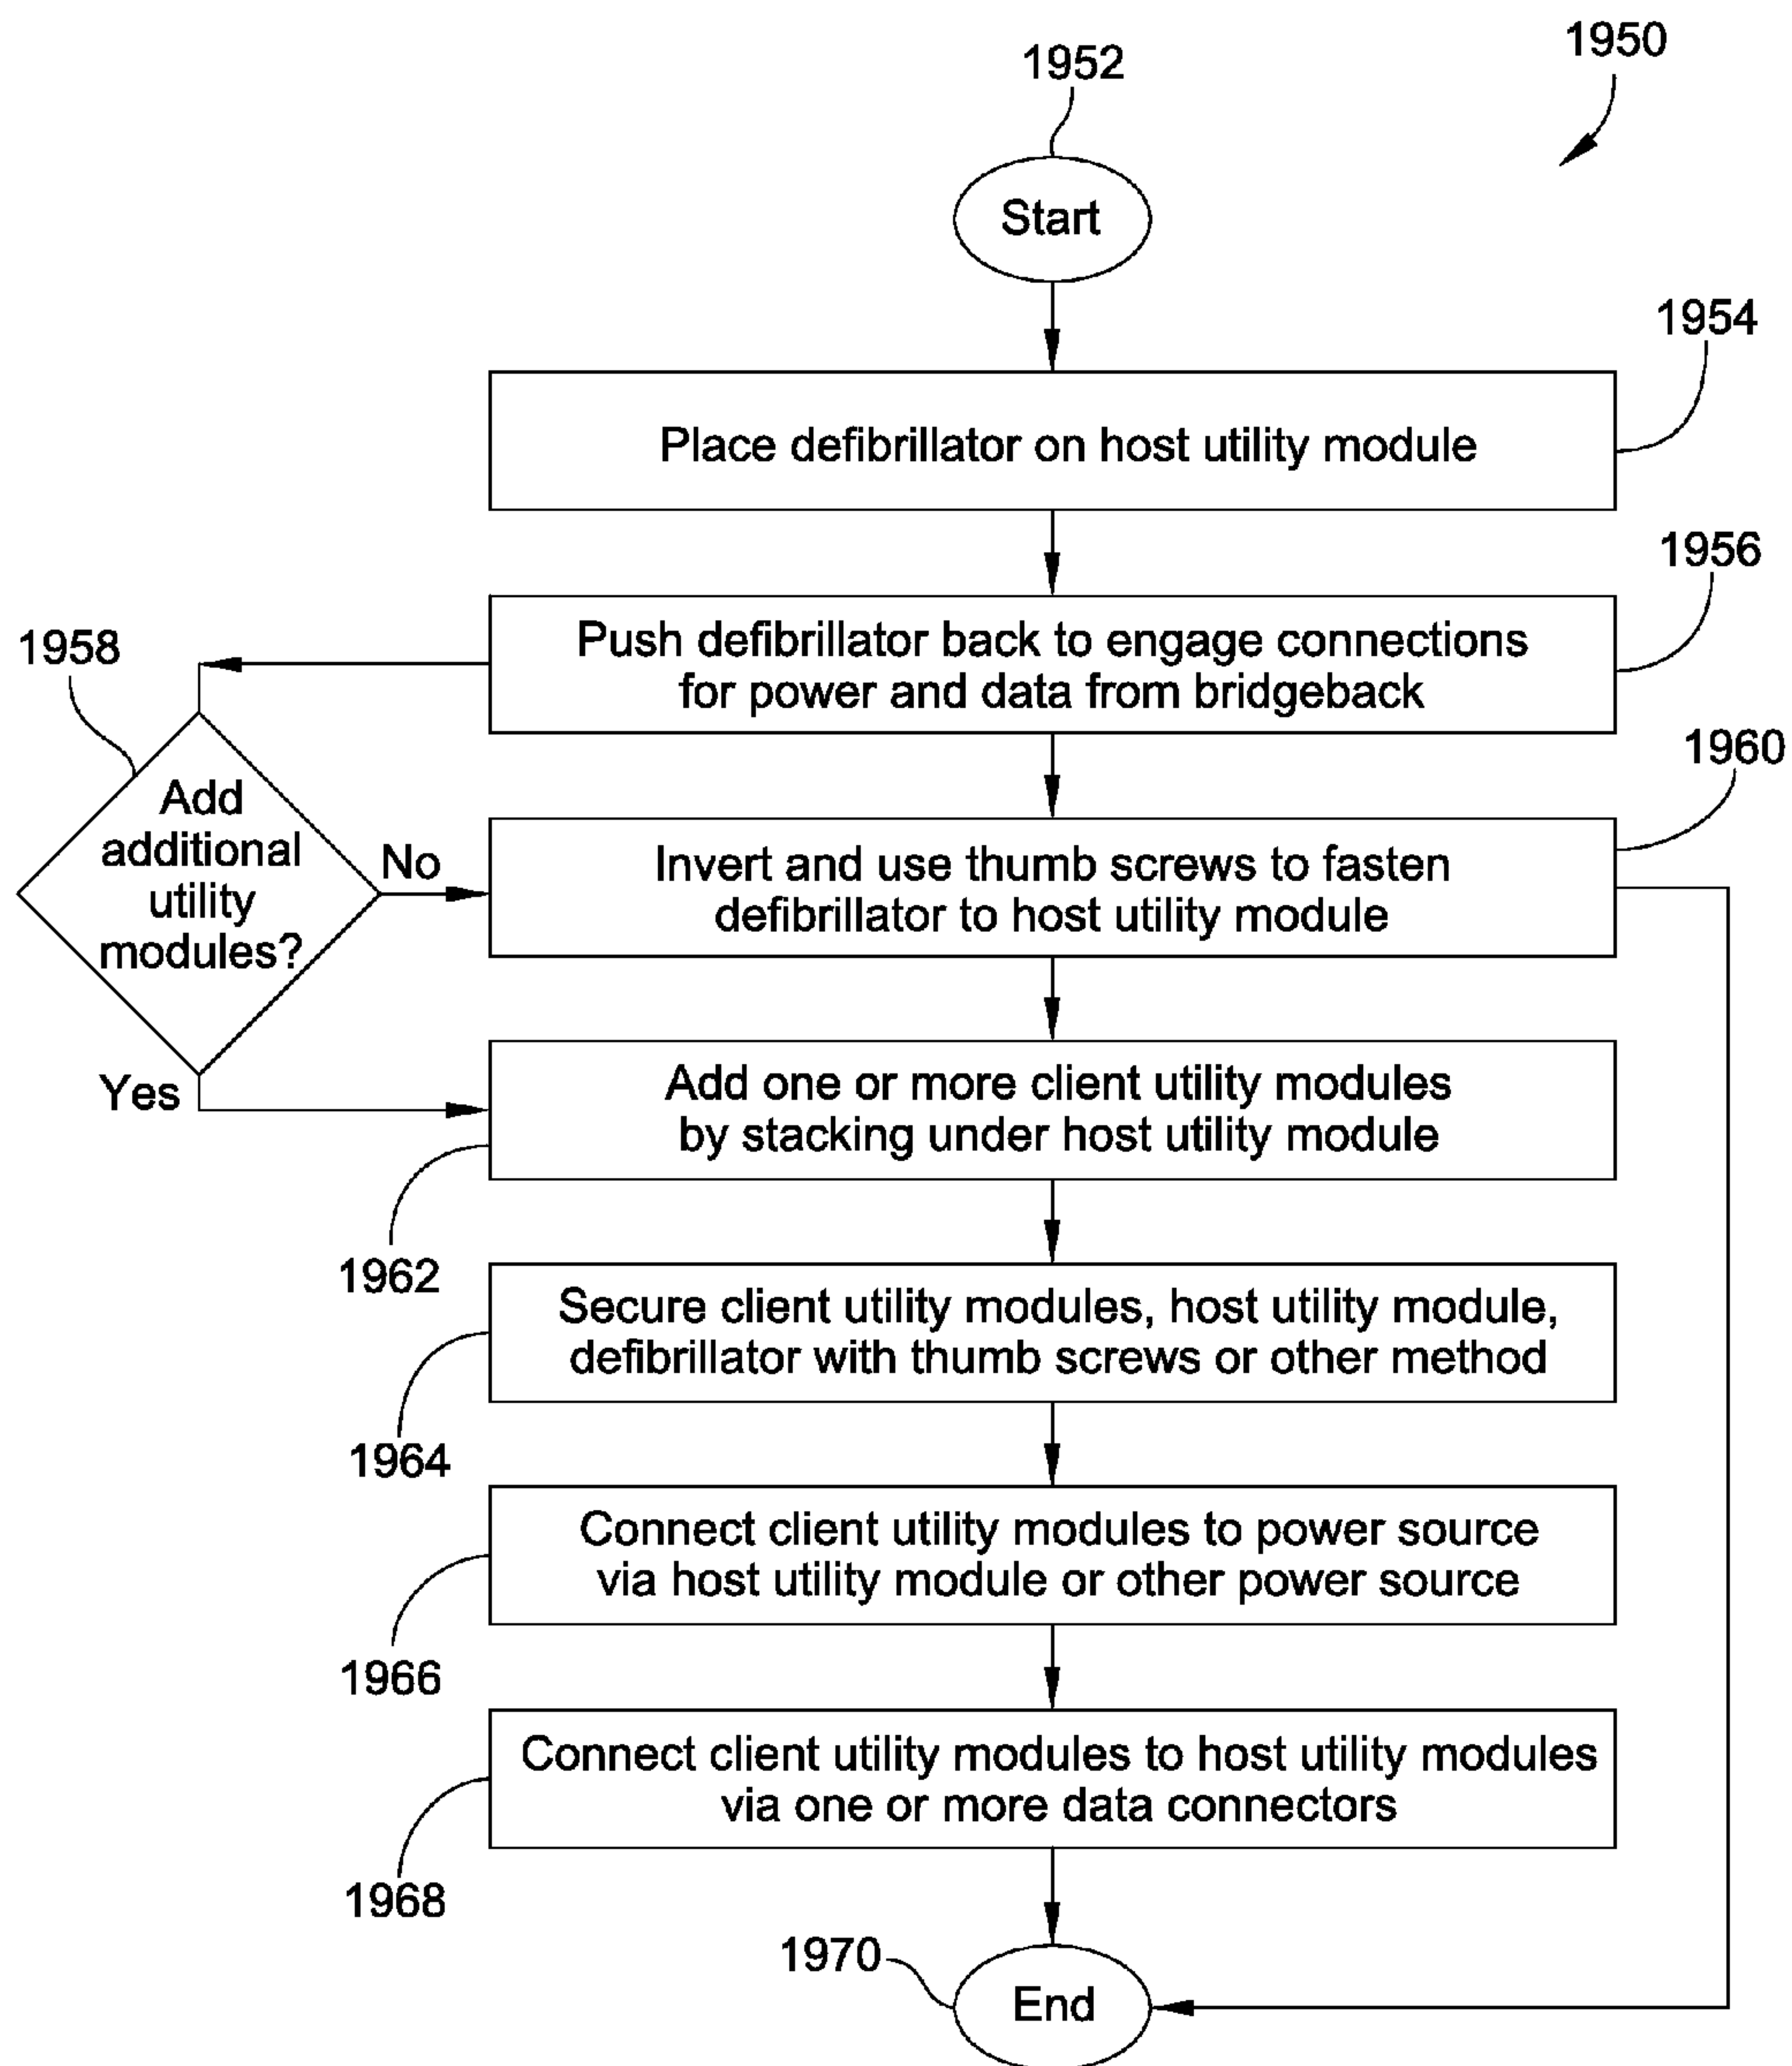 1950
1952
Start
1954
Place defibrillator on host utility module
1956
Push defibrillator back to engage connections
for power and data from bridgeback
1958
Add
additional
utility
modules?
No
Yes
1960
Invert and use thumb screws to fasten
defibrillator to host utility module
Add one or more client utility modules
by stacking under host utility module
1962
Secure client utility modules, host utility module,
defibrillator with thumb screws or other method
1964
Connect client utility modules to power source
via host utility module or other power source
1966
Connect client utility modules to host utility modules
via one or more data connectors
1968
1970
End